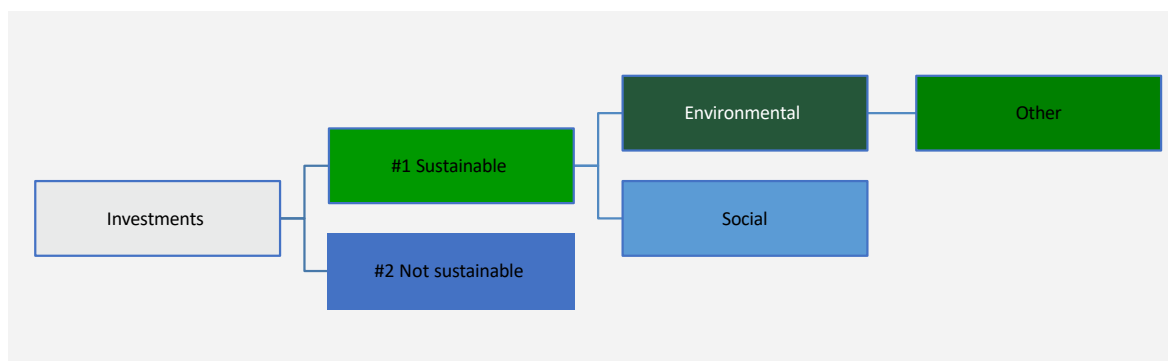 Environmental
Other
#1 Sustainable
Investments
Social
#2 Not sustainable